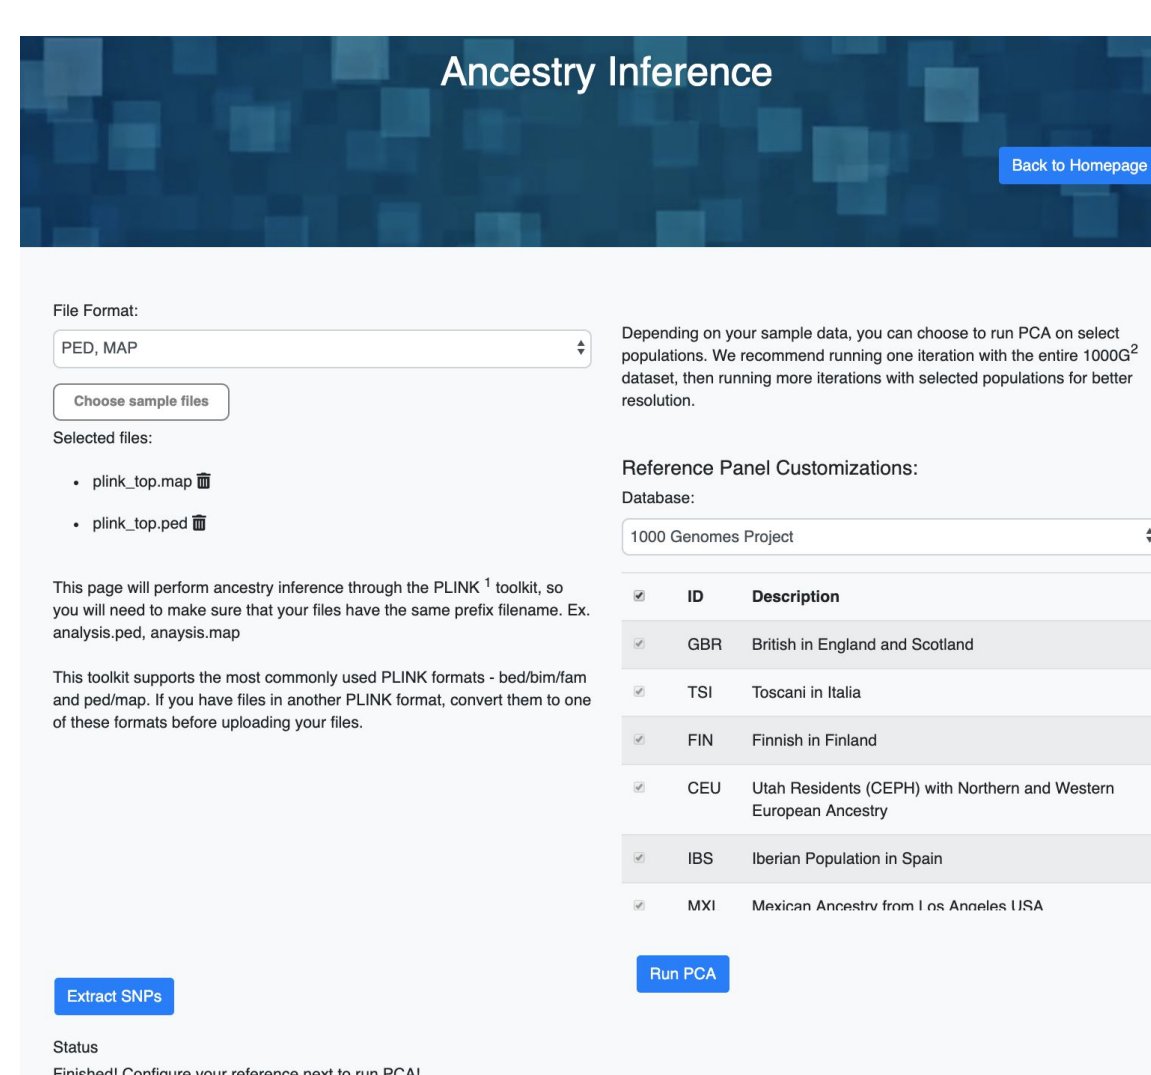 Ancestry Inference
Back to Homepage
File Format:
PED, MAP
Choose sample files
Selected files:
plink_top.map
plink_top.ped
This page will perform ancestry inference through the PLINK 1 toolkit, so
you will need to make sure that your files have the same prefix filename. Ex.
analysis.ped, anaysis.map
This toolkit supports the most commonly used PLINK formats - bed/bim/fam
and ped/map. If you have files in another PLINK format, convert them to one
of these formats before uploading your files.
Extract SNPs
Status
Finished! Configure your reference next to run PCA!
Depending on your sample data, you can choose to run PCA on select
populations. We recommend running one iteration with the entire 1000G2
dataset, then running more iterations with selected populations for better
resolution.
Reference Panel Customizations:
Database:
1000 Genomes Project
ID Description
GBR British in England and Scotland
TSI Toscani in Italia
FIN Finnish in Finland
CEU Utah Residents (CEPH) with Northern and Western
European Ancestry
IBS Iberian Population in Spain
MXL Mexican Ancestry from Los Angeles USA
Run PCA